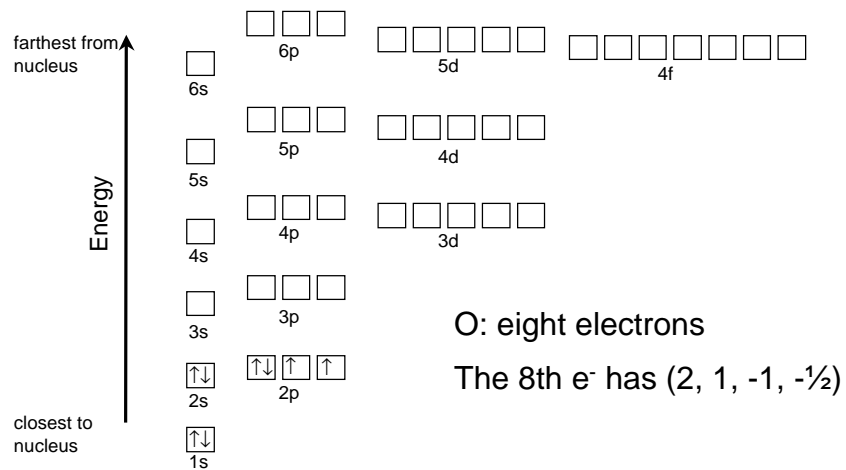 farthest from
nucleus
6p
5d
4f
6s
5p
4d
5s
Energy
4p
3d
4s
3p
3s
O: eight electrons
↑↓ ↑↓ ↑ ↑
2s
2p
The 8th e⁻ has (2, 1, -1, -½)
closest to
nucleus
↑↓
1s